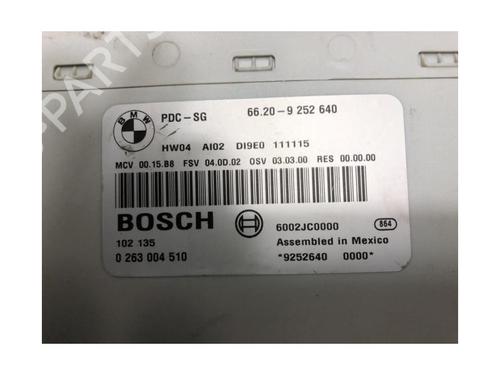 BMW
PDC-SG 66.20-9 252 640
HW04 AI02 DI9E0 111115
MCV 00.15.B8 FSV 04.0D.02 OSV 03.03.00 RES 00.00.00
BOSCH
6002JC0000 864
102 135 Assembled in Mexico
0 263 004 510 *9252640 0000*